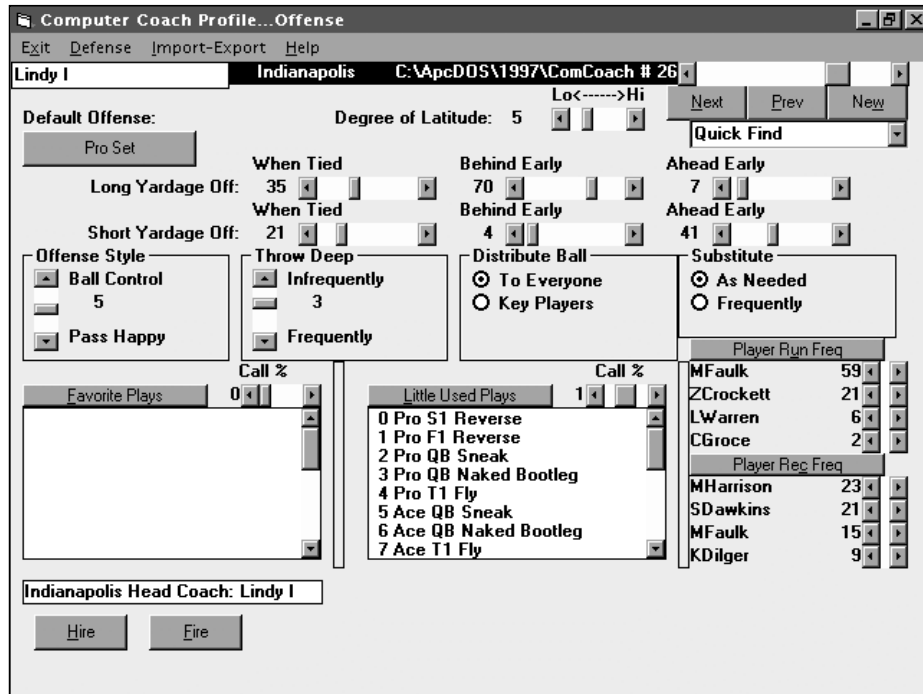 Computer Coach Profile...Offense
Exit Defense Import-Export Help
Lindy I Indianapolis C:\ApcDOS\1997\ComCoach # 26
Lo<------>Hi Next Prev New
Default Offense: Degree of Latitude: 5
Quick Find
Pro Set
When Tied Behind Early Ahead Early
Long Yardage Off: 35 70 7
When Tied Behind Early Ahead Early
Short Yardage Off: 21 4 41
Offense Style Throw Deep Distribute Ball Substitute
Ball Control Infrequently To Everyone As Needed
5 3 Key Players Frequently
Pass Happy Frequently
Player Run Freq
Call % Call % MFaulk 59
Favorite Plays 0 Little Used Plays 1 ZCrockett 21
0 Pro S1 Reverse LWarren 6
1 Pro F1 Reverse CGroce 2
2 Pro QB Sneak Player Rec Freq
3 Pro QB Naked Bootleg MHarrison 23
4 Pro T1 Fly SDawkins 21
5 Ace QB Sneak MFaulk 15
6 Ace QB Naked Bootleg KDilger 9
7 Ace T1 Fly
Indianapolis Head Coach: Lindy I
Hire Fire